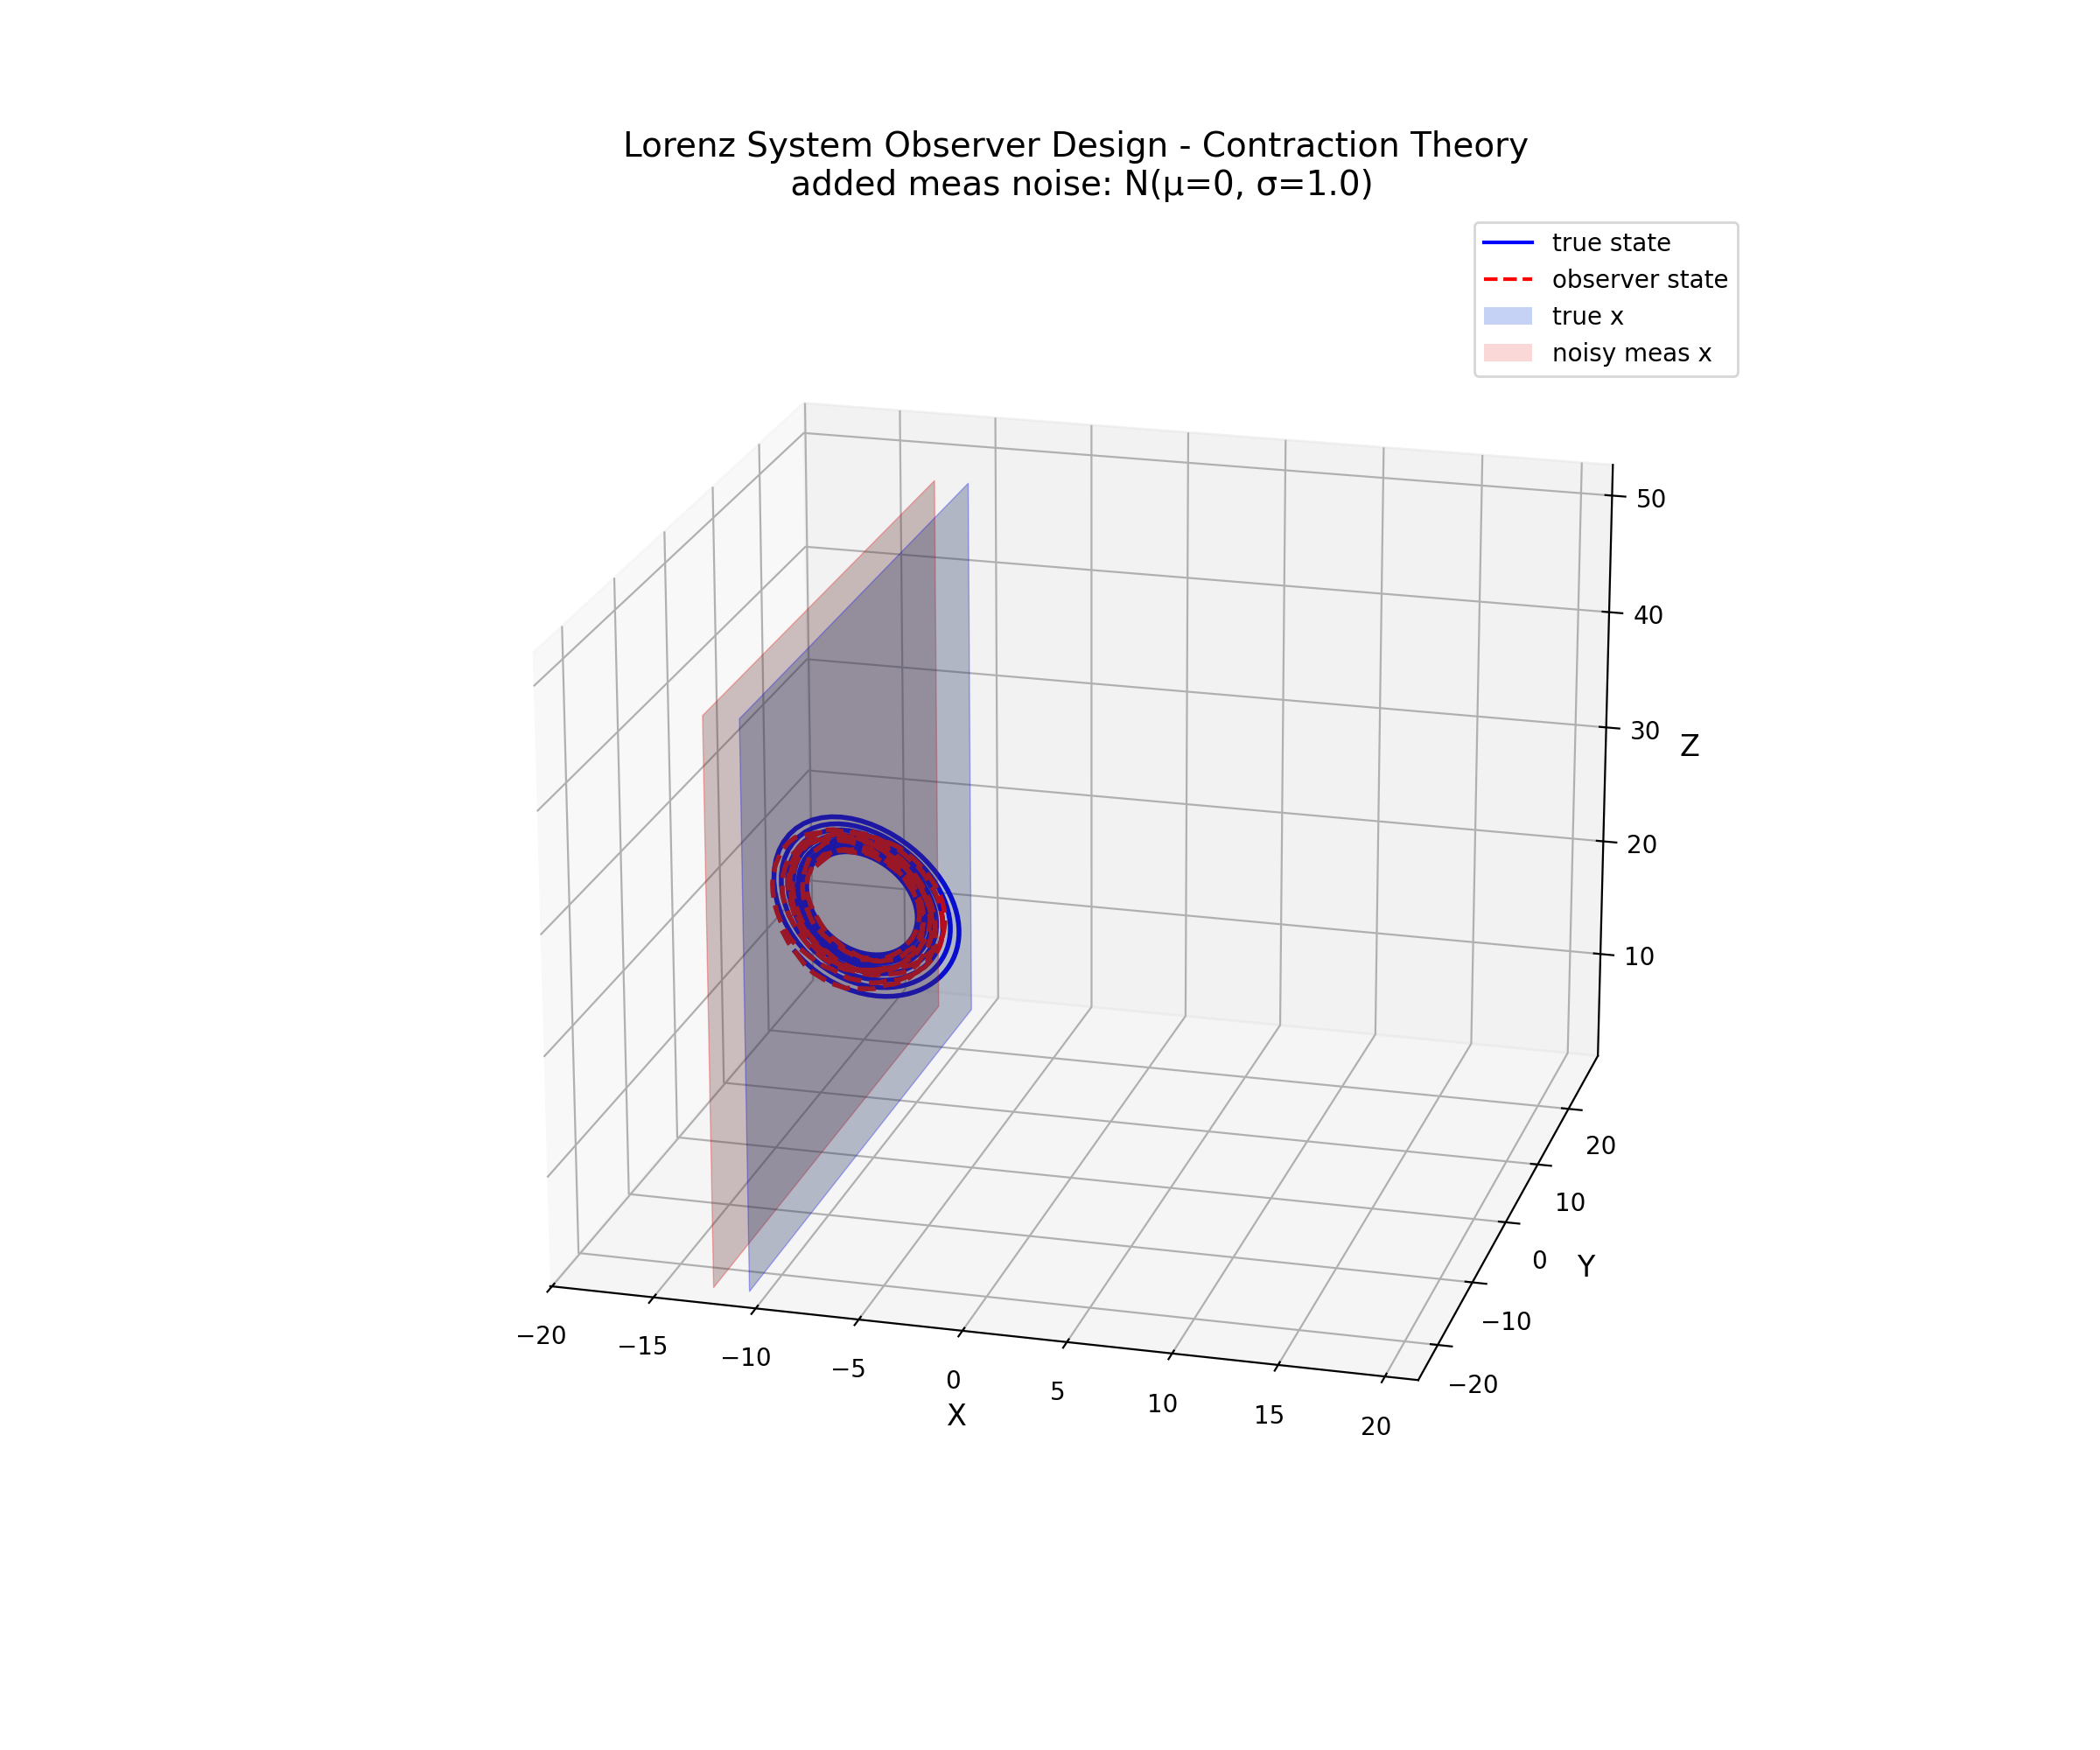 Lorenz System Observer Design - Contraction Theory
added meas noise: N(μ=0, σ=1.0)
true state
observer state
true x
noisy meas x
50
40
30
20
10
Z
20
10
0
−10
−20
Y
−20
−15
−10
−5
0
5
10
15
20
X